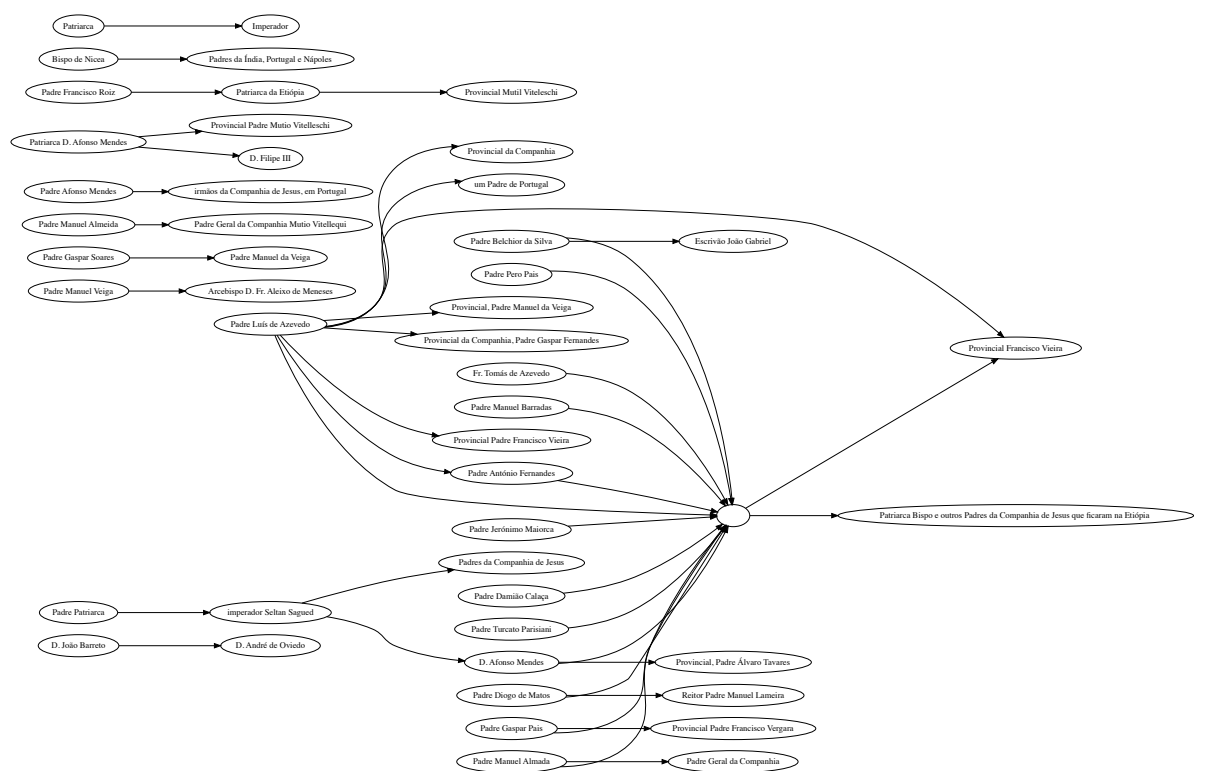 Patriarca
Imperador
Bispo de Nicea
Padres da Índia, Portugal e Nápoles
Padre Francisco Roiz
Patriarca da Etiópia
Provincial Mutil Viteleschi
Patriarca D. Afonso Mendes
Provincial Padre Mutio Vitelleschi
D. Filipe III
Provincial da Companhia
um Padre de Portugal
Padre Afonso Mendes
irmãos da Companhia de Jesus, em Portugal
Padre Manuel Almeida
Padre Geral da Companhia Mutio Vitellequi
Padre Belchior da Silva
Escrivão João Gabriel
Padre Gaspar Soares
Padre Manuel da Veiga
Padre Pero Pais
Padre Manuel Veiga
Arcebispo D. Fr. Aleixo de Meneses
Provincial, Padre Manuel da Veiga
Padre Luís de Azevedo
Provincial da Companhia, Padre Gaspar Fernandes
Provincial Francisco Vieira
Fr. Tomás de Azevedo
Padre Manuel Barradas
Provincial Padre Francisco Vieira
Padre António Fernandes
Patriarca Bispo e outros Padres da Companhia de Jesus que ficaram na Etiópia
Padre Jerónimo Maiorca
Padres da Companhia de Jesus
Padre Damião Calaça
Padre Patriarca
imperador Seltan Sagued
Padre Turcato Parisiani
D. João Barreto
D. André de Oviedo
D. Afonso Mendes
Provincial, Padre Álvaro Tavares
Padre Diogo de Matos
Reitor Padre Manuel Lameira
Padre Gaspar Pais
Provincial Padre Francisco Vergara
Padre Manuel Almada
Padre Geral da Companhia